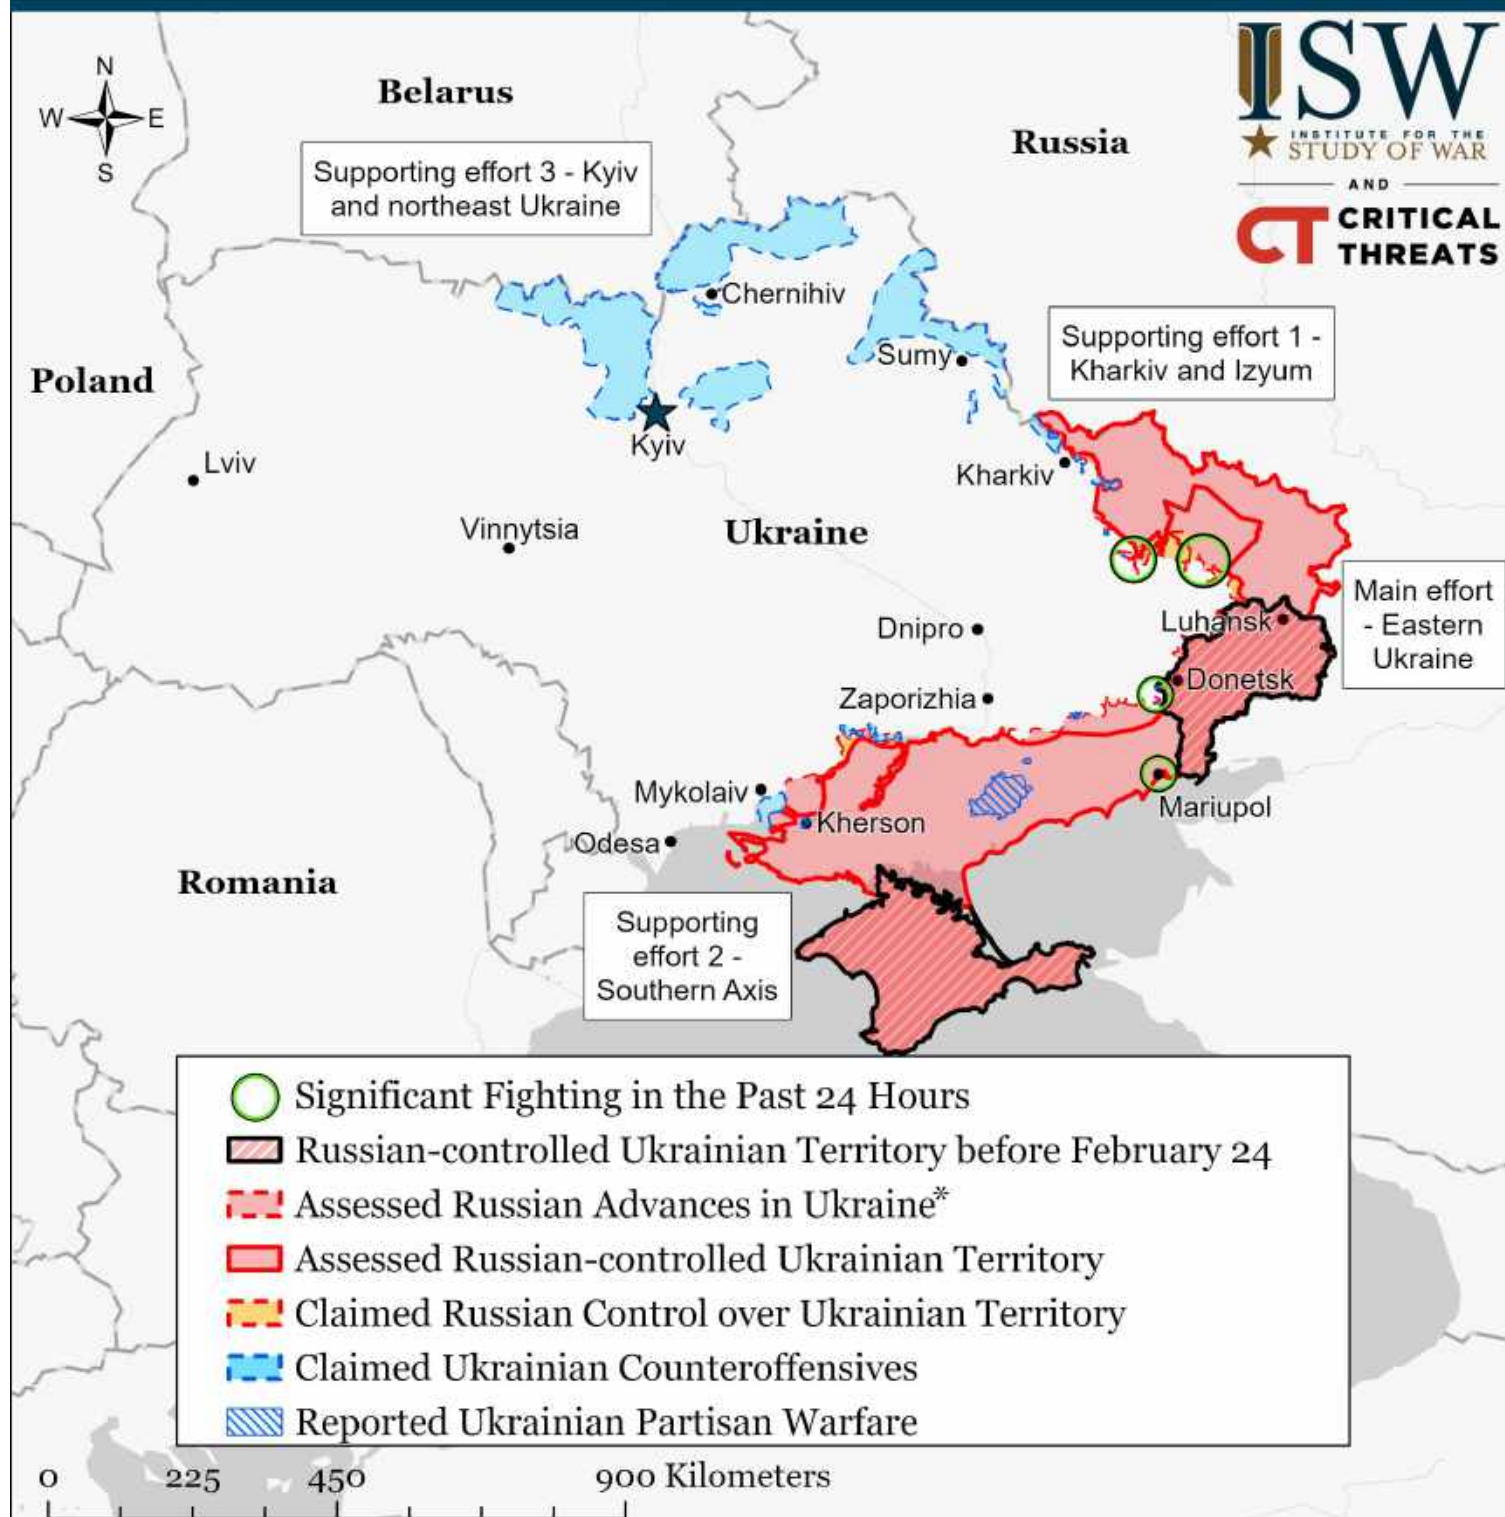 N
W E
S
Belarus
Russia
ISW
INSTITUTE FOR THE
STUDY OF WAR
AND
CT CRITICAL
THREATS
Supporting effort 3 - Kyiv
and northeast Ukraine
Chernihiv
Supporting effort 1 -
Kharkiv and Izyum
Sumy
Poland
Kyiv
Lviv
Kharkiv
Vinnytsia
Ukraine
Main effort
- Eastern
Ukraine
Dnipro
Luhansk
Donetsk
Zaporizhia
Mykolaiv
Mariupol
Kherson
Odesa
Romania
Supporting
effort 2 -
Southern Axis
Significant Fighting in the Past 24 Hours
Russian-controlled Ukrainian Territory before February 24
Assessed Russian Advances in Ukraine*
Assessed Russian-controlled Ukrainian Territory
Claimed Russian Control over Ukrainian Territory
Claimed Ukrainian Counteroffensives
Reported Ukrainian Partisan Warfare
0 225 450 900 Kilometers